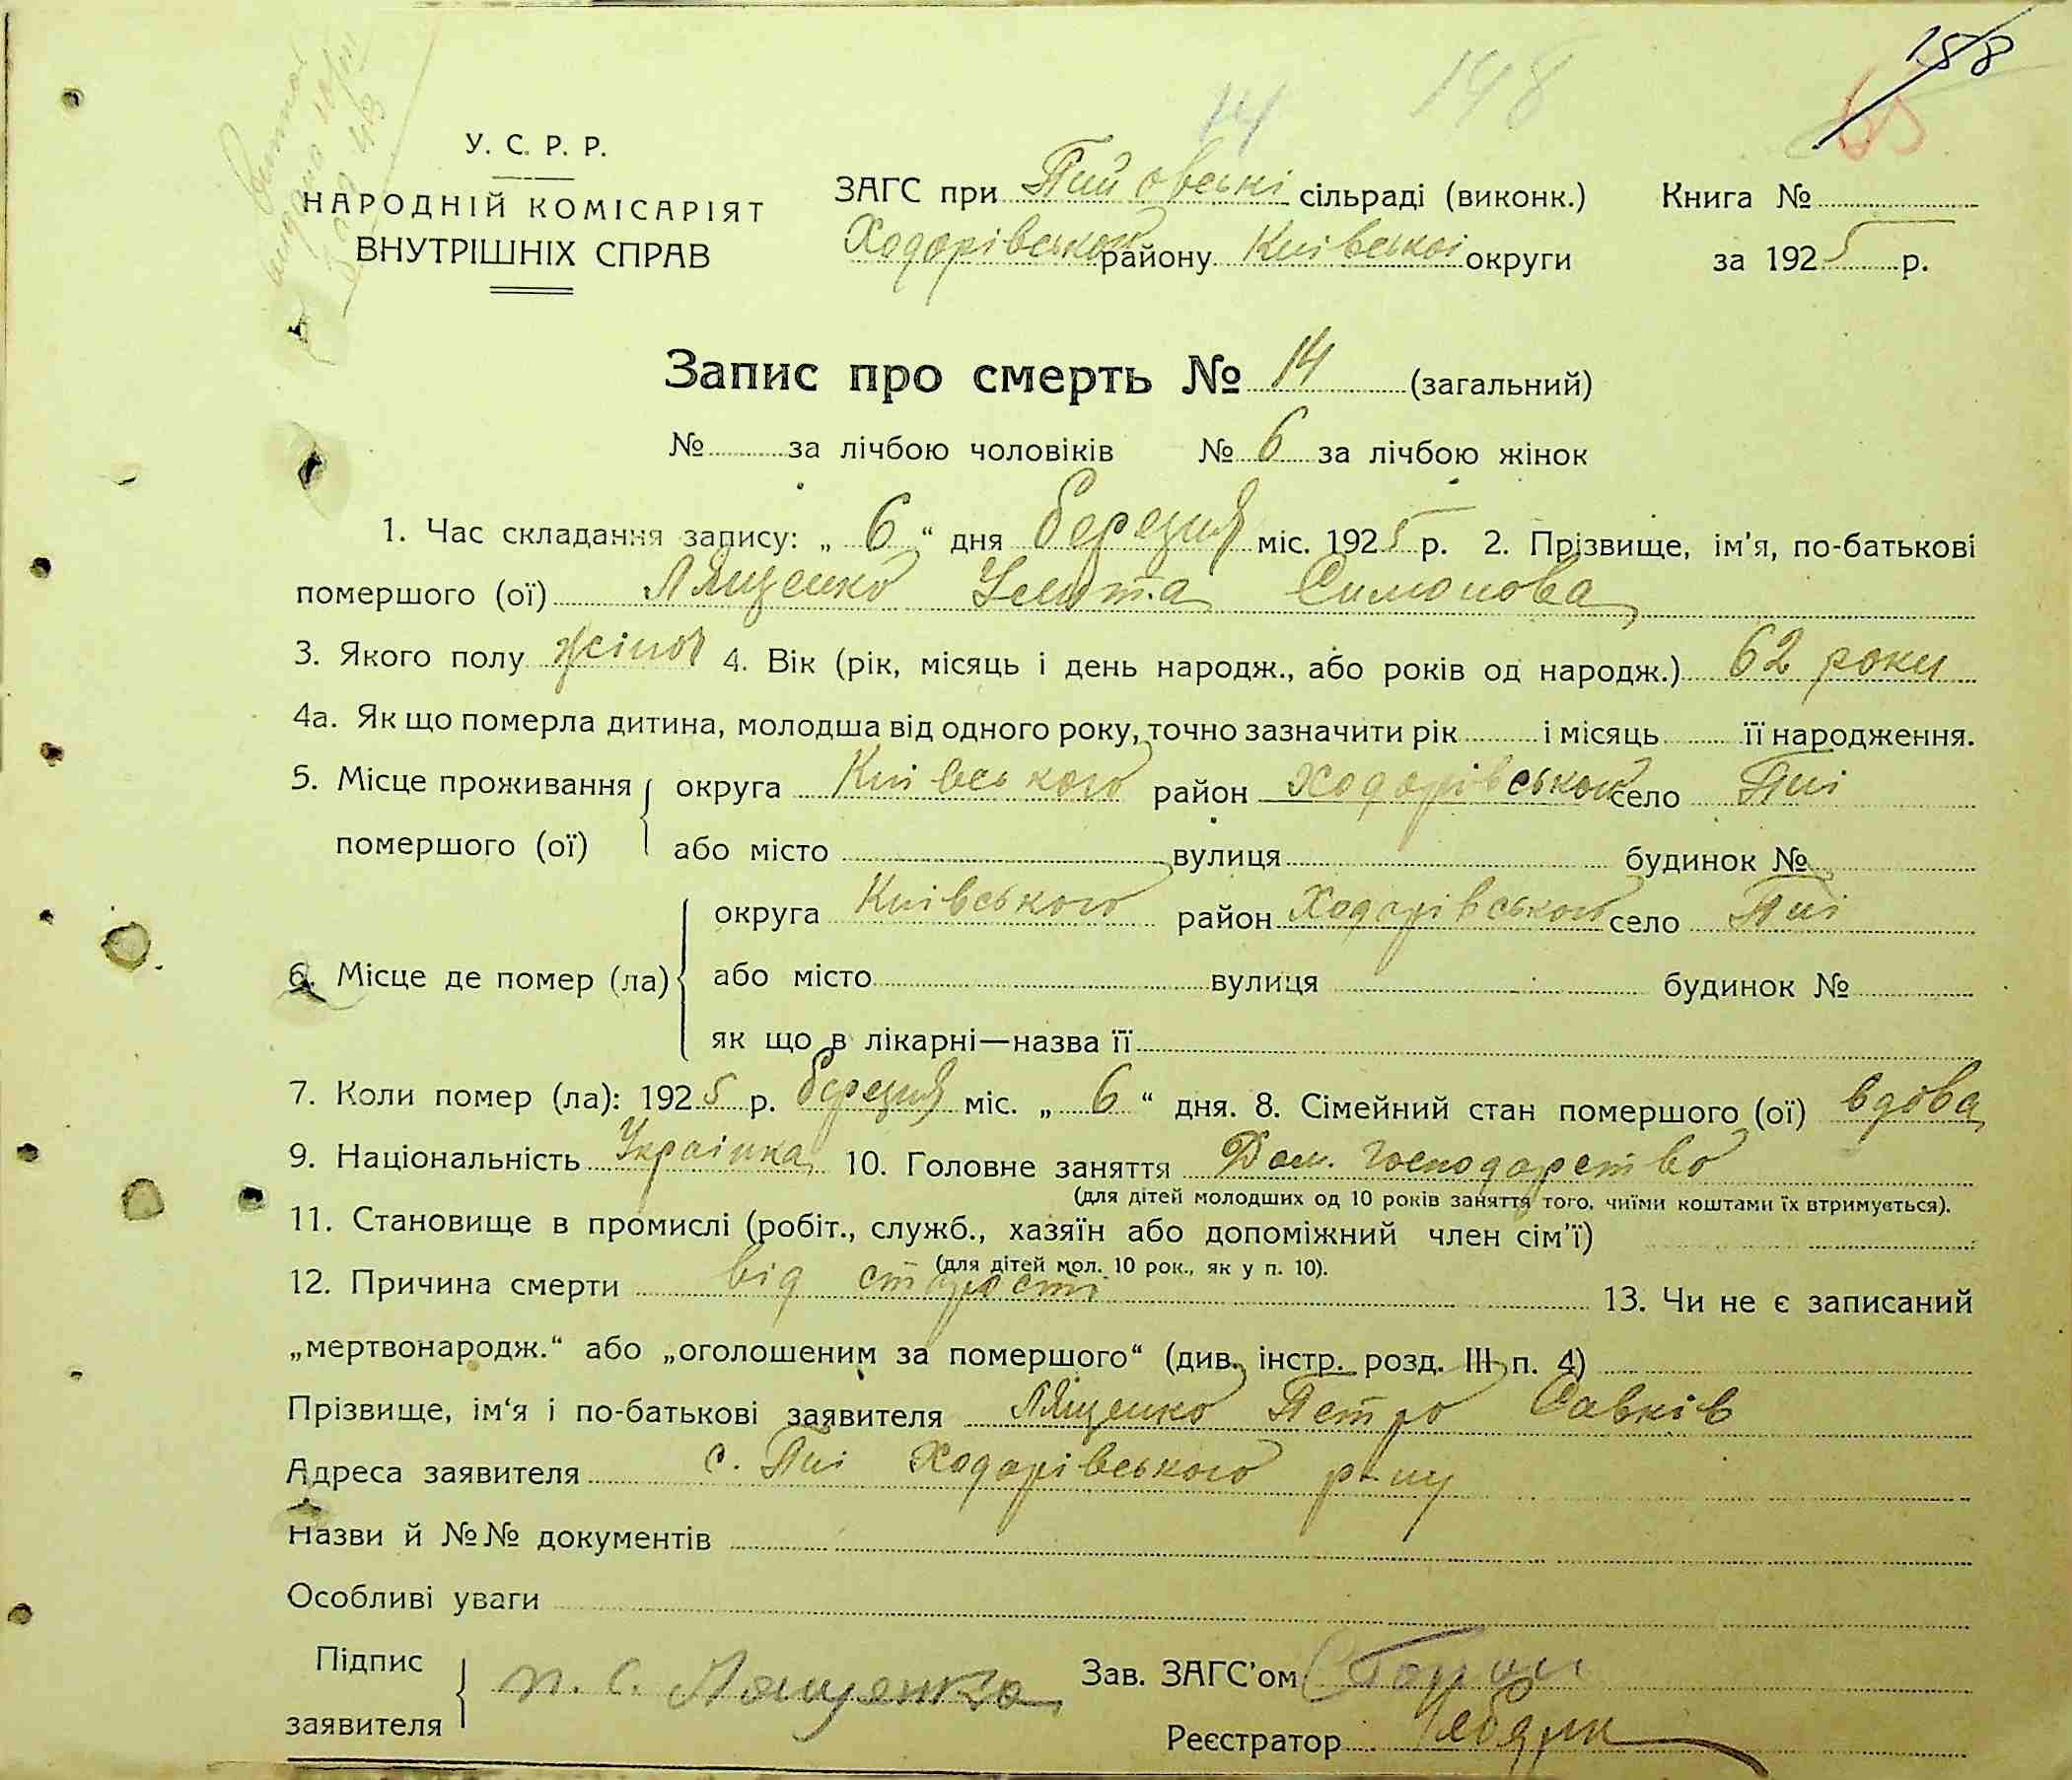 148 188
14 65
У. С. Р. Р.
НАРОДНІЙ КОМІСАРІЯТ
ВНУТРІШНІХ СПРАВ
ЗАГС при Пийовські сільраді (виконк.) Книга №
Ходорівського району Київської округи за 1925 р.
Запис про смерть № 14 (загальний)
№ за лічбою чоловіків № 6 за лічбою жінок
1. Час складання запису: „ 6 “ дня березня міс. 1925 р. 2. Прізвище, ім'я, по-батькові
помершого (ої) Лященко Улита Симонова
3. Якого полу жіноч 4. Вік (рік, місяць і день народж., або років од народж.) 62 роки
4а. Як що померла дитина, молодша від одного року, точно зазначити рік і місяць її народження.
5. Місце проживання округа Київського район Ходорівського село Пиї
помершого (ої) або місто вулиця будинок №
округа Київського район Ходорівського село Пиї
6. Місце де помер (ла) або місто вулиця будинок №
як що в лікарні—назва її
7. Коли помер (ла): 1925 р. березня міс. „ 6 “ дня. 8. Сімейний стан помершого (ої) вдова
9. Національність Українка 10. Головне заняття Дом. господарство
(для дітей молодших од 10 років заняття того, чиїми коштами їх втримується).
11. Становище в промислі (робіт., служб., хазяїн або допоміжний член сім'ї)
(для дітей мол. 10 рок., як у п. 10).
12. Причина смерти від старости 13. Чи не є записаний
„мертвонародж.“ або „оголошеним за помершого“ (див. інстр. розд. III п. 4)
Прізвище, ім'я і по-батькові заявителя Лященко Петро Савків
Адреса заявителя с. Пиї Ходорівського р-ну
Назви й №№ документів
Особливі уваги
Підпис
заявителя П. С. Лященко
Зав. ЗАГС'ом
Реєстратор